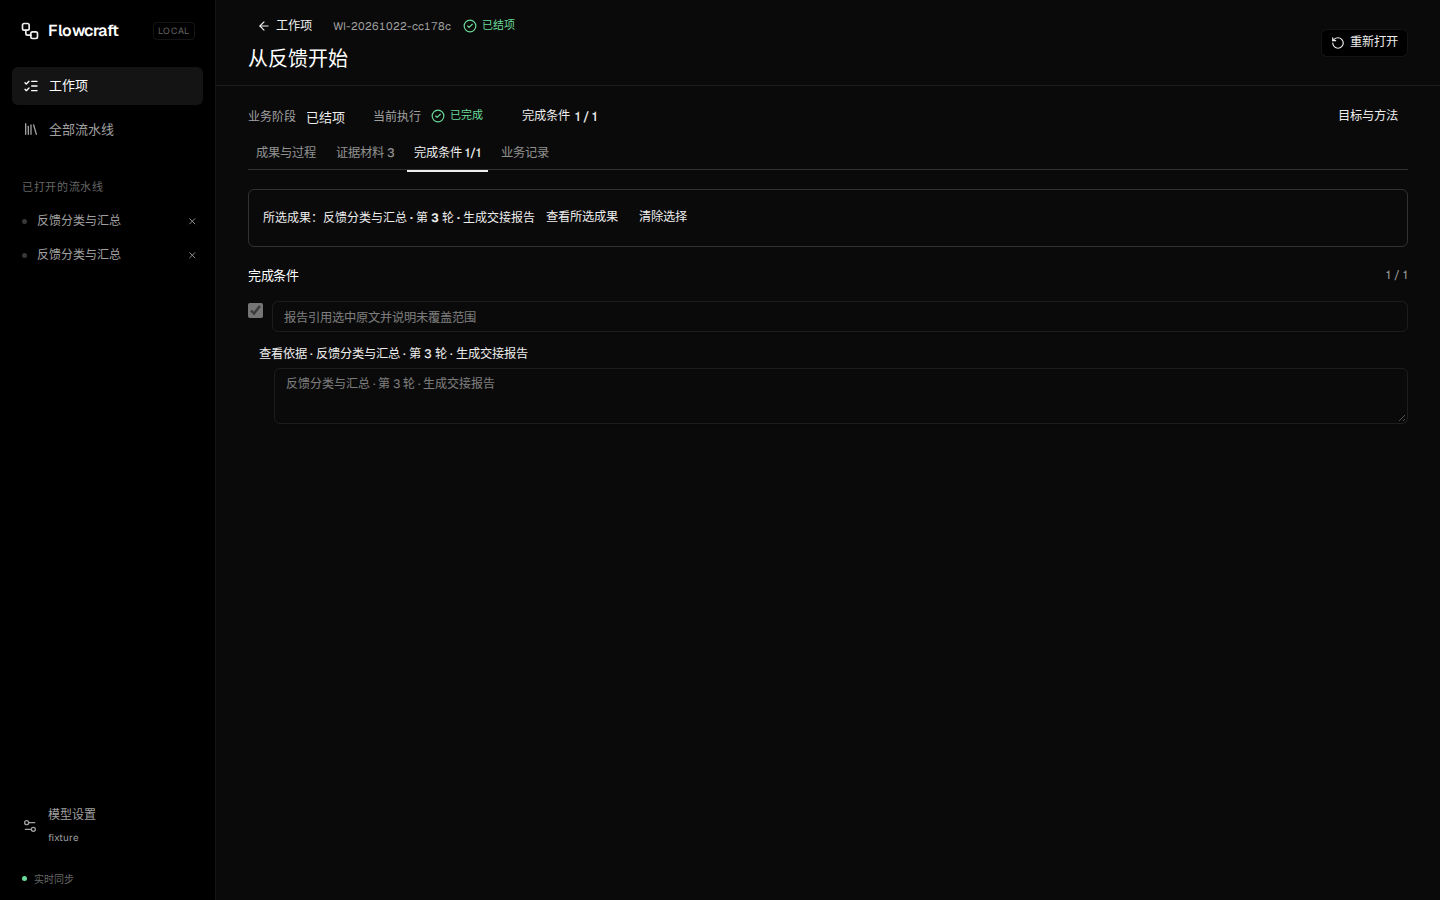 Flowcraft
LOCAL
工作项
全部流水线
已打开的流水线
反馈分类与汇总
反馈分类与汇总
模型设置
fixture
实时同步
工作项 WI-20261022-cc178c 已结项
从反馈开始
重新打开
业务阶段 已结项 当前执行 已完成 完成条件 1 / 1 目标与方法
成果与过程 证据材料 3 完成条件 1/1 业务记录
所选成果：反馈分类与汇总 · 第 3 轮 · 生成交接报告 查看所选成果 清除选择
完成条件 1 / 1
报告引用选中原文并说明未覆盖范围
查看依据 · 反馈分类与汇总 · 第 3 轮 · 生成交接报告
反馈分类与汇总 · 第 3 轮 · 生成交接报告